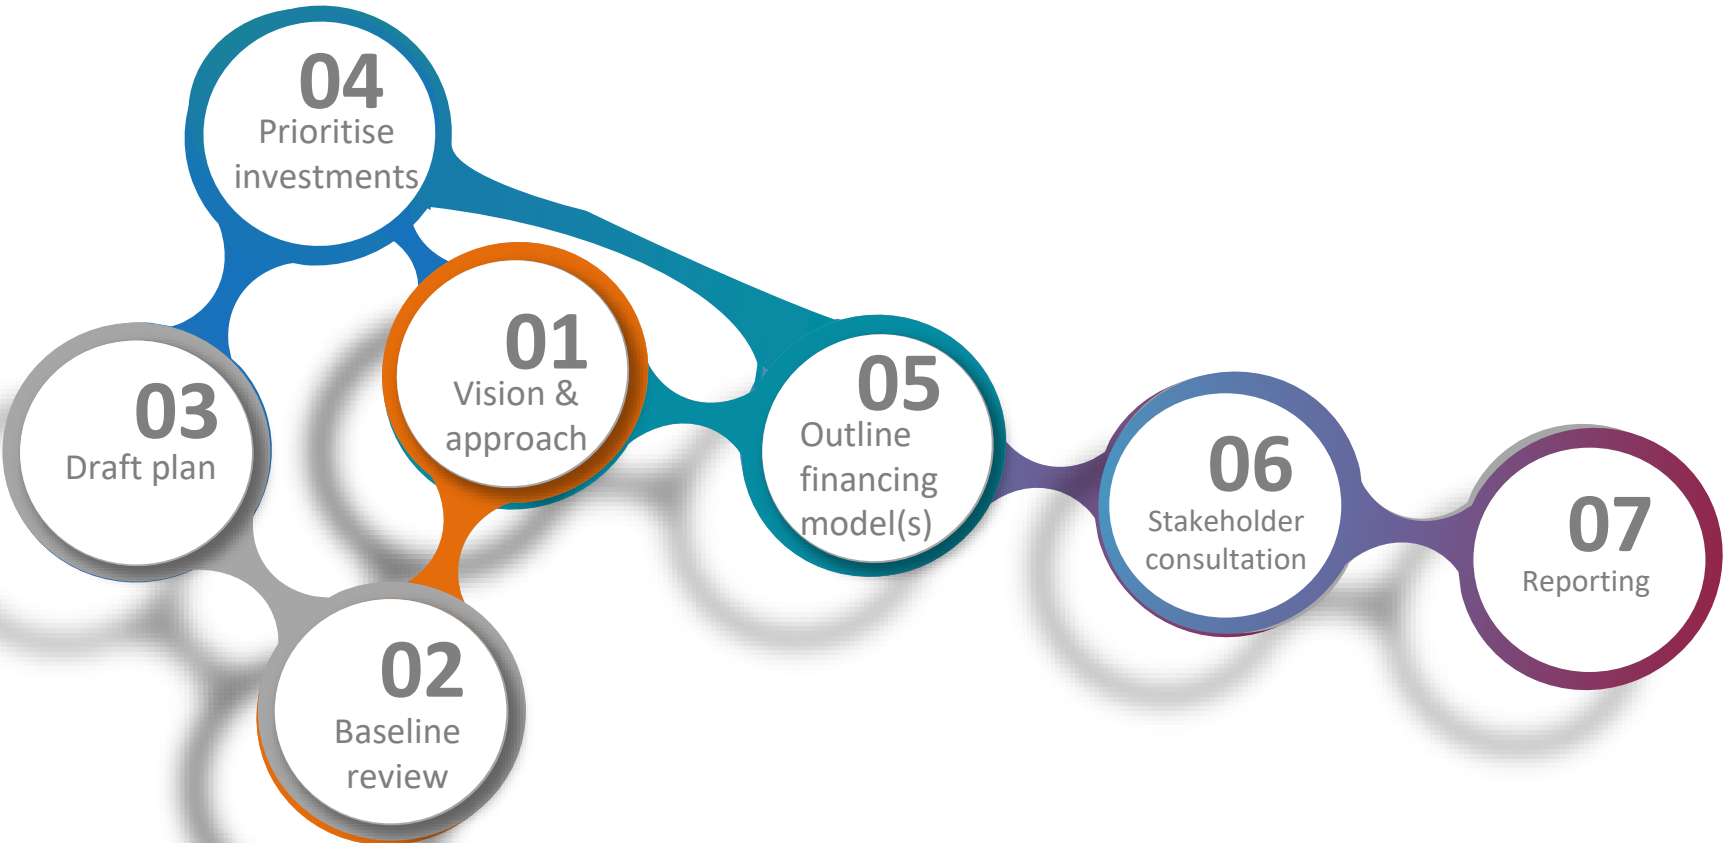 04
Prioritise
investments
01
Vision &
approach
03
Draft plan
02
Baseline
review
05
Outline
financing
model(s)
06
Stakeholder
consultation
07
Reporting